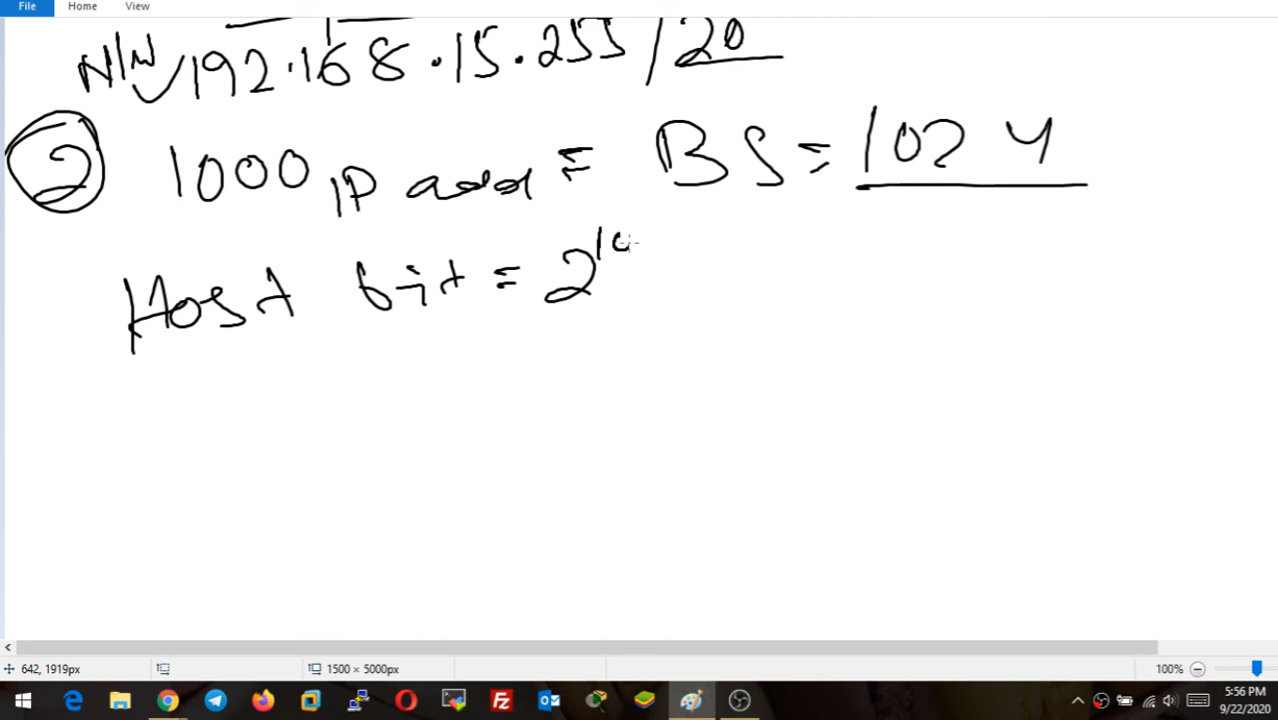 File Home View
N/W 192.168.15.255/20
② 1000 IP add = BS = 1024
Host bit = 2^10
642, 1919px 1500 × 5000px 100%
5:56 PM
9/22/2020